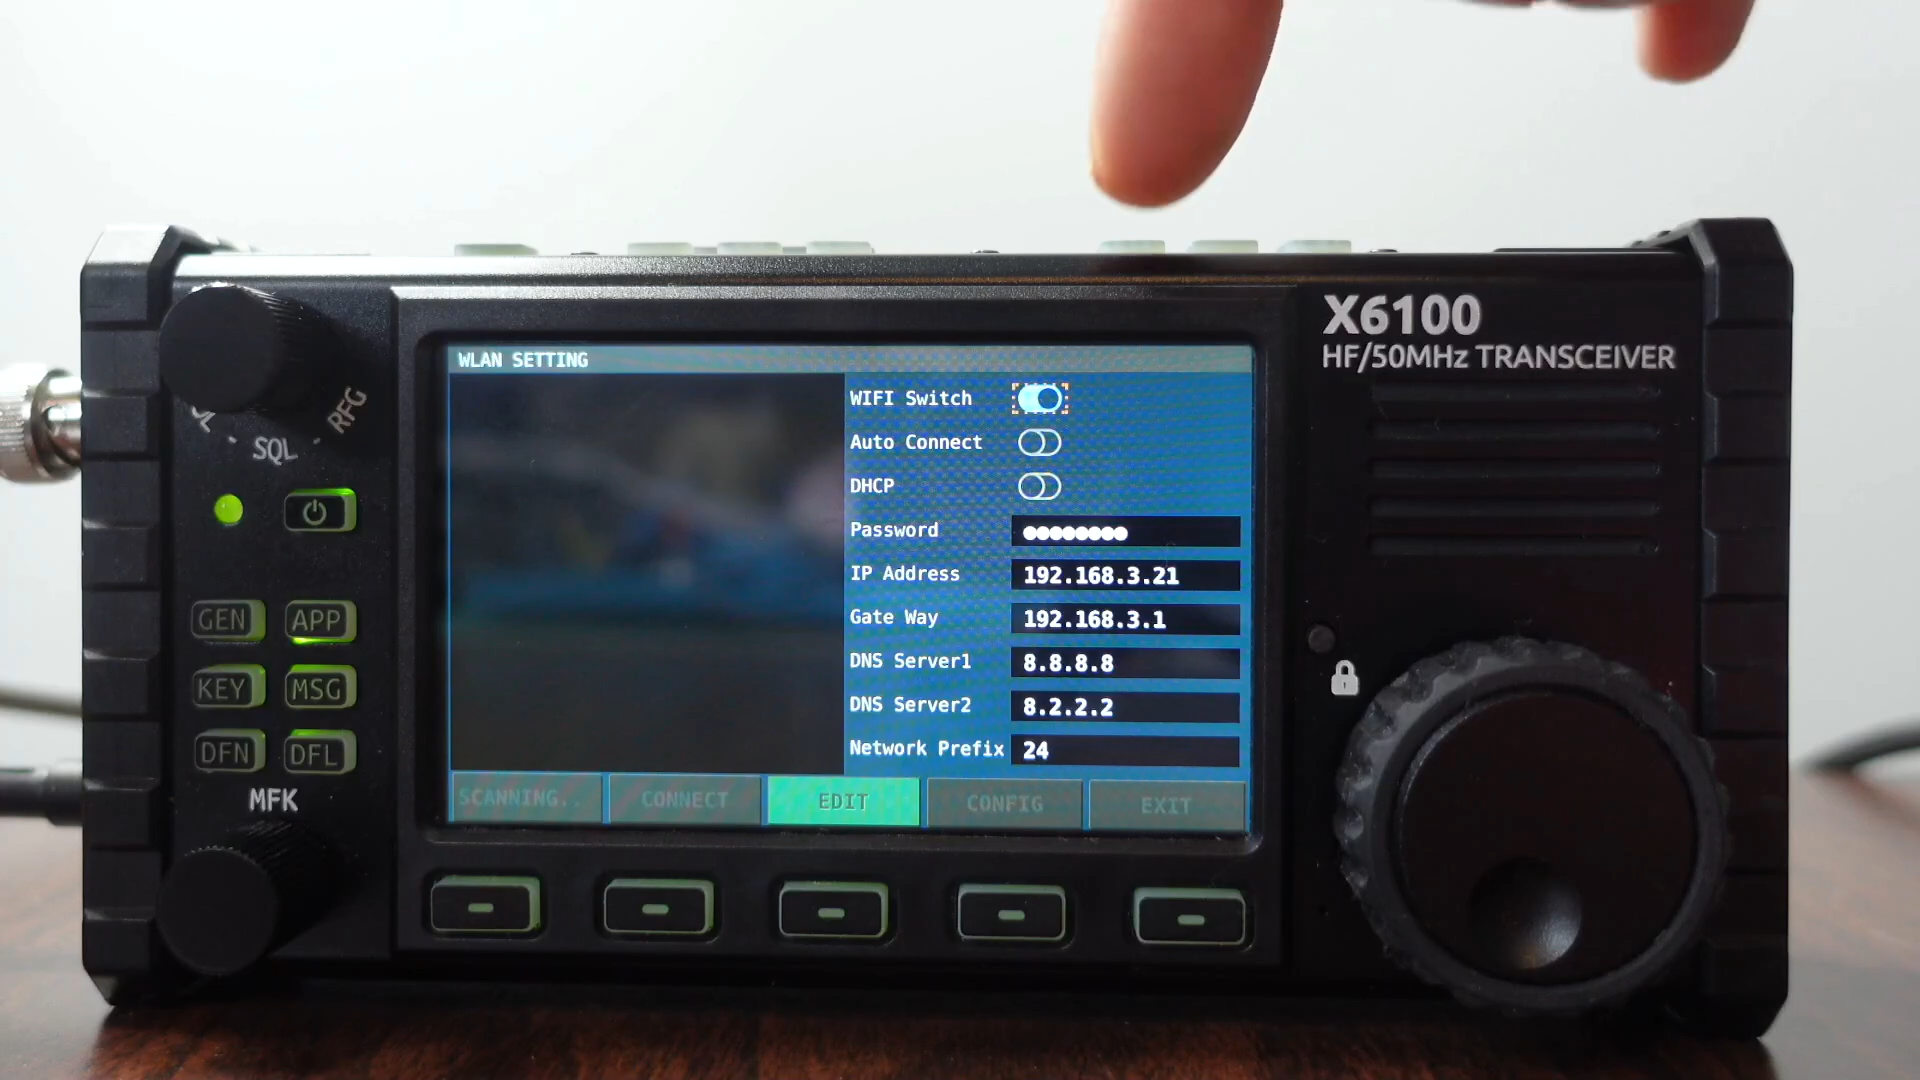 X6100
HF/50MHz TRANSCEIVER
WLAN SETTING
WIFI Switch
Auto Connect
DHCP
Password ●●●●●●●●
IP Address 192.168.3.21
Gate Way 192.168.3.1
DNS Server1 8.8.8.8
DNS Server2 8.2.2.2
Network Prefix 24
SCANNING.. CONNECT EDIT CONFIG EXIT
SQL - RFG
GEN APP
KEY MSG
DFN DFL
MFK